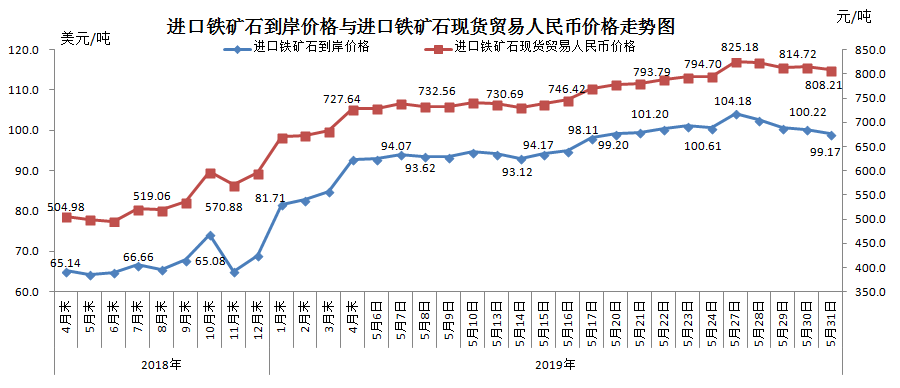 进口铁矿石到岸价格与进口铁矿石现货贸易人民币价格走势图
美元/吨
元/吨
进口铁矿石到岸价格
进口铁矿石现货贸易人民币价格
120.0
110.0
100.0
90.0
80.0
70.0
60.0
850.0
800.0
750.0
700.0
650.0
600.0
550.0
500.0
450.0
400.0
350.0
504.98
519.06
570.88
727.64
732.56
730.69
746.42
793.79
794.70
825.18
814.72
808.21
65.14
66.66
65.08
81.71
94.07
93.62
93.12
94.17
98.11
99.20
101.20
100.61
104.18
100.22
99.17
4月末
5月末
6月末
7月末
8月末
9月末
10月末
11月末
12月末
1月末
2月末
3月末
4月末
5月6日
5月7日
5月8日
5月9日
5月10日
5月13日
5月14日
5月15日
5月16日
5月17日
5月20日
5月21日
5月22日
5月23日
5月24日
5月27日
5月28日
5月29日
5月30日
5月31日
2018年
2019年